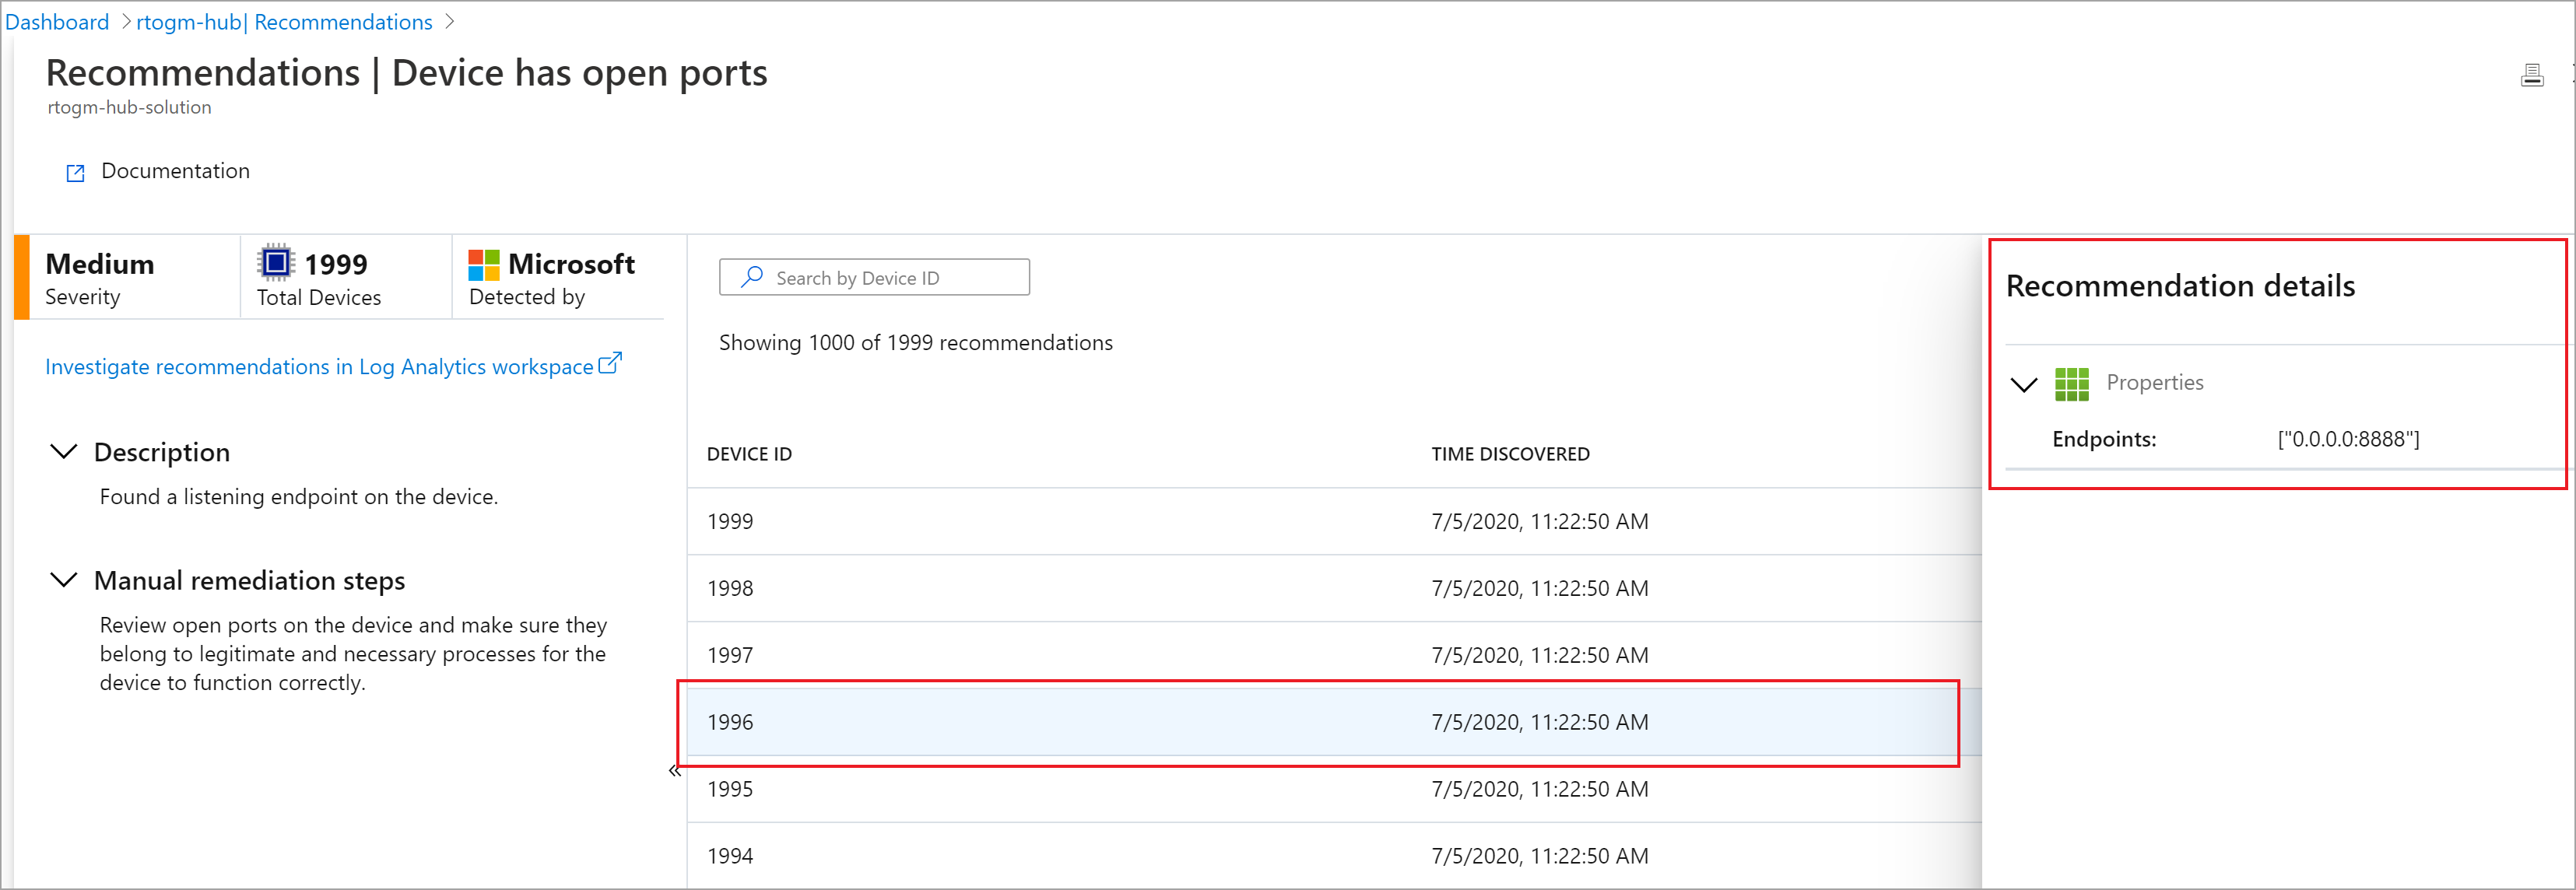 Dashboard > rtogm-hub| Recommendations >
Recommendations | Device has open ports
rtogm-hub-solution
Documentation
Medium
Severity
1999
Total Devices
Microsoft
Detected by
Investigate recommendations in Log Analytics workspace
Description
Found a listening endpoint on the device.
Manual remediation steps
Review open ports on the device and make sure they
belong to legitimate and necessary processes for the
device to function correctly.
Search by Device ID
Showing 1000 of 1999 recommendations
DEVICE ID TIME DISCOVERED
1999 7/5/2020, 11:22:50 AM
1998 7/5/2020, 11:22:50 AM
1997 7/5/2020, 11:22:50 AM
1996 7/5/2020, 11:22:50 AM
1995 7/5/2020, 11:22:50 AM
1994 7/5/2020, 11:22:50 AM
Recommendation details
Properties
Endpoints: ["0.0.0.0:8888"]